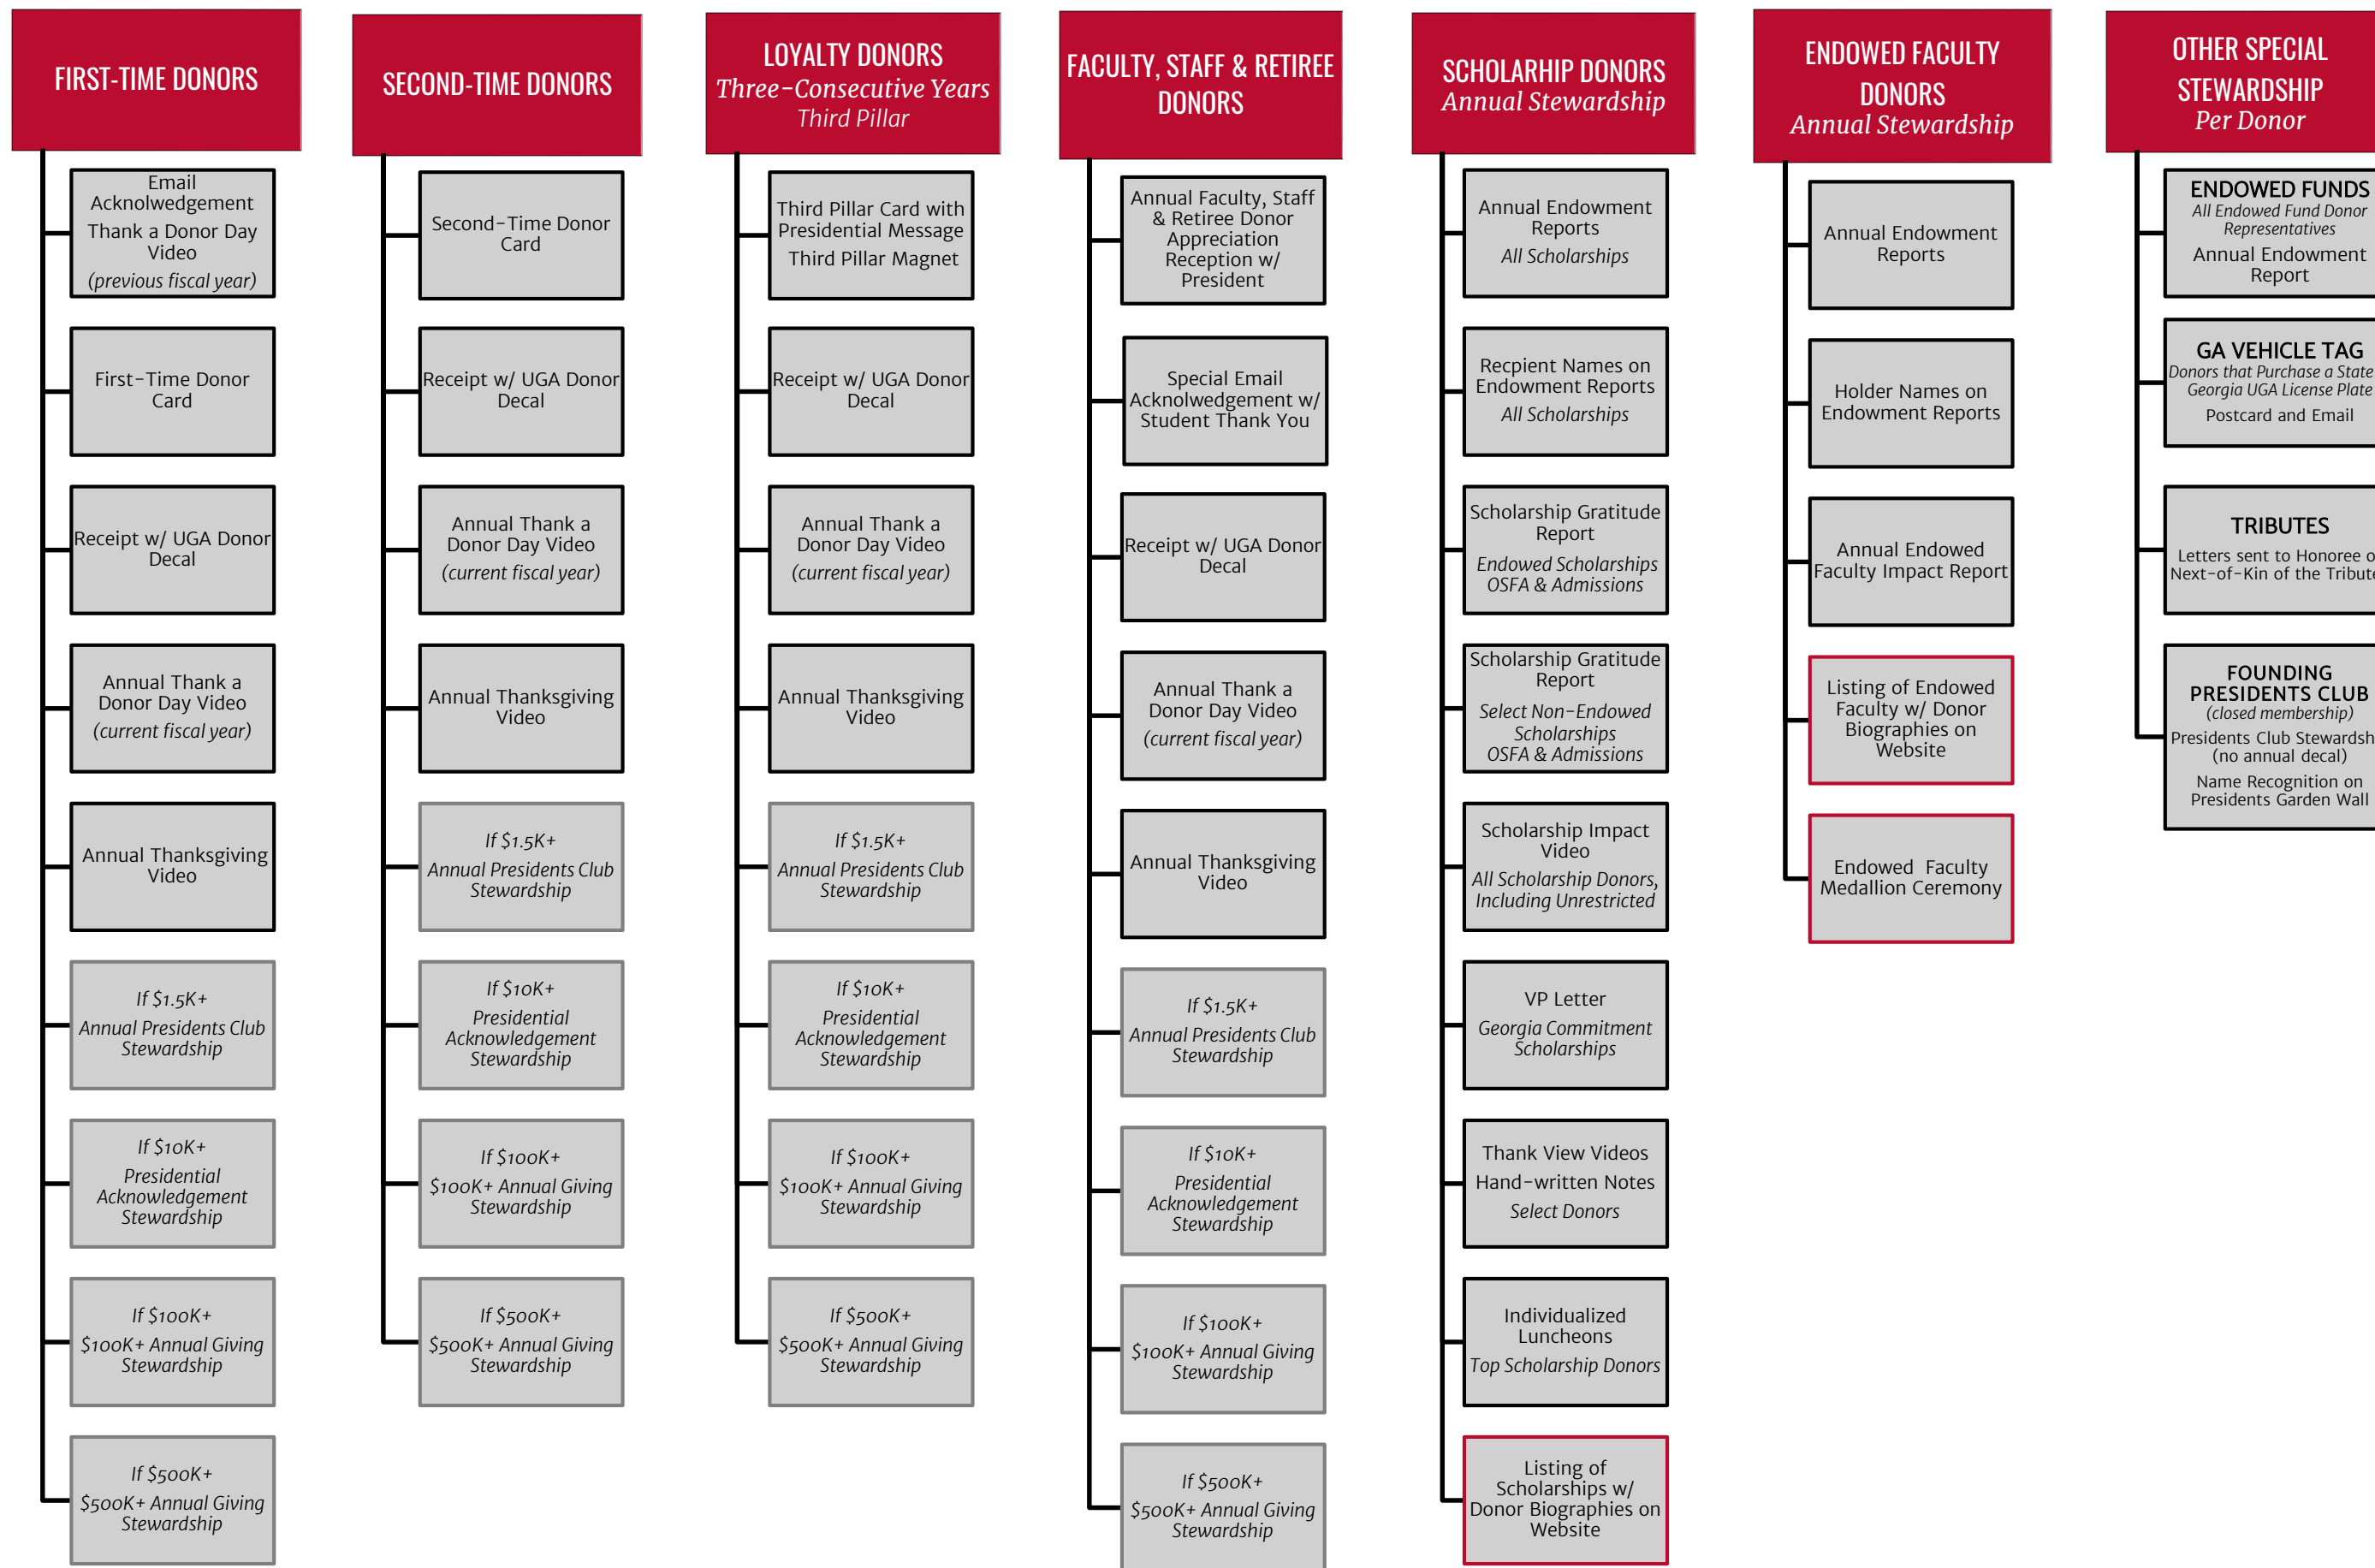 FIRST-TIME DONORS
Email
Acknolwedgement
Thank a Donor Day
Video
(previous fiscal year)
First-Time Donor
Card
Receipt w/ UGA Donor
Decal
Annual Thank a
Donor Day Video
(current fiscal year)
Annual Thanksgiving
Video
If $1.5K+
Annual Presidents Club
Stewardship
If $10K+
Presidential
Acknowledgement
Stewardship
If $100K+
$100K+ Annual Giving
Stewardship
If $500K+
$500K+ Annual Giving
Stewardship
SECOND-TIME DONORS
Second-Time Donor
Card
Receipt w/ UGA Donor
Decal
Annual Thank a
Donor Day Video
(current fiscal year)
Annual Thanksgiving
Video
If $1.5K+
Annual Presidents Club
Stewardship
If $10K+
Presidential
Acknowledgement
Stewardship
If $100K+
$100K+ Annual Giving
Stewardship
If $500K+
$500K+ Annual Giving
Stewardship
LOYALTY DONORS
Three-Consecutive Years
Third Pillar
Third Pillar Card with
Presidential Message
Third Pillar Magnet
Receipt w/ UGA Donor
Decal
Annual Thank a
Donor Day Video
(current fiscal year)
Annual Thanksgiving
Video
If $1.5K+
Annual Presidents Club
Stewardship
If $10K+
Presidential
Acknowledgement
Stewardship
If $100K+
$100K+ Annual Giving
Stewardship
If $500K+
$500K+ Annual Giving
Stewardship
FACULTY, STAFF & RETIREE
DONORS
Annual Faculty, Staff
& Retiree Donor
Appreciation
Reception w/
President
Special Email
Acknolwedgement w/
Student Thank You
Receipt w/ UGA Donor
Decal
Annual Thank a
Donor Day Video
(current fiscal year)
Annual Thanksgiving
Video
If $1.5K+
Annual Presidents Club
Stewardship
If $10K+
Presidential
Acknowledgement
Stewardship
If $100K+
$100K+ Annual Giving
Stewardship
If $500K+
$500K+ Annual Giving
Stewardship
SCHOLARHIP DONORS
Annual Stewardship
Annual Endowment
Reports
All Scholarships
Recpient Names on
Endowment Reports
All Scholarships
Scholarship Gratitude
Report
Endowed Scholarships
OSFA & Admissions
Scholarship Gratitude
Report
Select Non-Endowed
Scholarships
OSFA & Admissions
Scholarship Impact
Video
All Scholarship Donors,
Including Unrestricted
VP Letter
Georgia Commitment
Scholarships
Thank View Videos
Hand-written Notes
Select Donors
Individualized
Luncheons
Top Scholarship Donors
Listing of
Scholarships w/
Donor Biographies on
Website
ENDOWED FACULTY
DONORS
Annual Stewardship
Annual Endowment
Reports
Holder Names on
Endowment Reports
Annual Endowed
Faculty Impact Report
Listing of Endowed
Faculty w/ Donor
Biographies on
Website
Endowed Faculty
Medallion Ceremony
OTHER SPECIAL
STEWARDSHIP
Per Donor
ENDOWED FUNDS
All Endowed Fund Donor
Representatives
Annual Endowment
Report
GA VEHICLE TAG
Donors that Purchase a State
Georgia UGA License Plate
Postcard and Email
TRIBUTES
Letters sent to Honoree
Next-of-Kin of the
FOUNDING
PRESIDENTS CLUB
(closed membership)
Presidents Club
(no annual decal)
Name Recognition on
Presidents Garden Wall